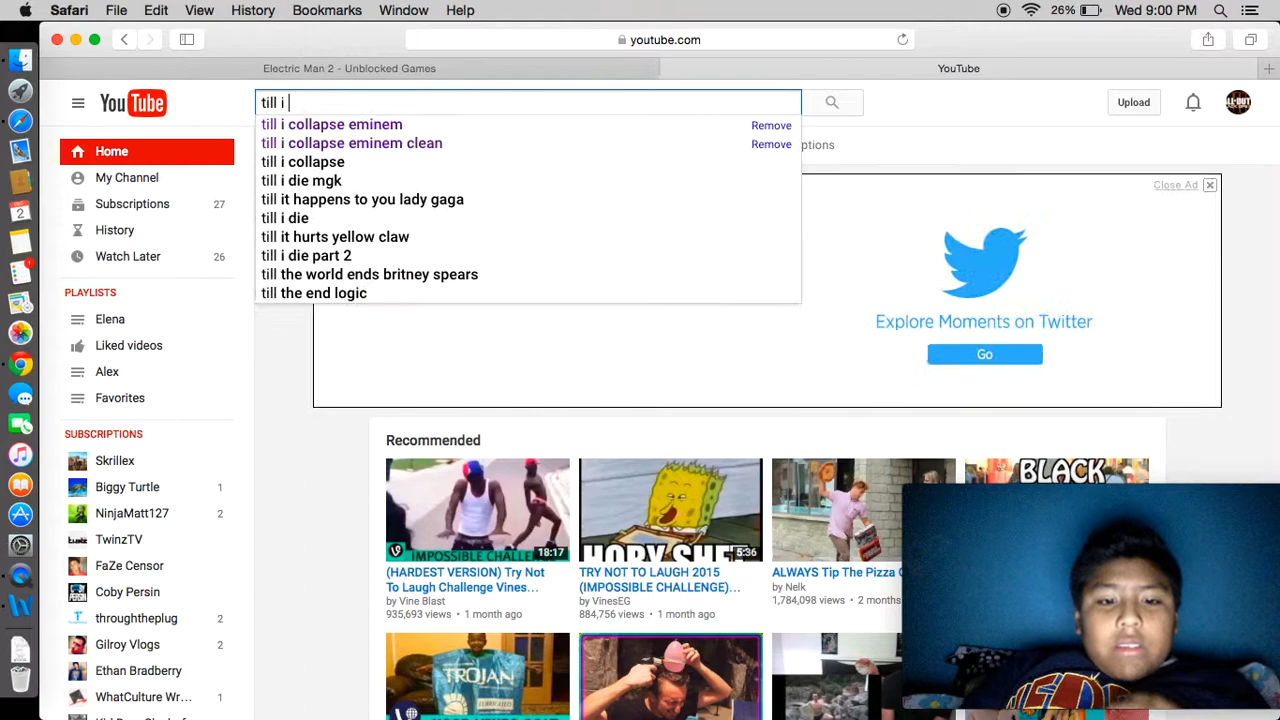 Safari File Edit View History Bookmarks Window Help 26% Wed 9:00 PM
youtube.com
Electric Man 2 - Unblocked Games YouTube
YouTube till i Upload
till i collapse eminem Remove
till i collapse eminem clean Remove
till i collapse
till i die mgk
till it happens to you lady gaga
till i die
till it hurts yellow claw
till i die part 2
till the world ends britney spears
till the end logic
ptions
Close Ad
Explore Moments on Twitter
Go
Home
My Channel
Subscriptions 27
History
Watch Later 26
PLAYLISTS
Elena
Liked videos
Alex
Favorites
SUBSCRIPTIONS
Skrillex
Biggy Turtle 1
NinjaMatt127 2
TwinzTV
FaZe Censor
Coby Persin
throughtheplug 2
Gilroy Vlogs 2
Ethan Bradberry
WhatCulture Wr... 1
Recommended
IMPOSSIBLE CHALLEN
18:17
(HARDEST VERSION) Try Not
To Laugh Challenge Vines...
by Vine Blast
935,693 views • 1 month ago
HORY SHE
5:36
TRY NOT TO LAUGH 2015
(IMPOSSIBLE CHALLENGE)...
by VinesEG
884,756 views • 1 month ago
ALWAYS Tip The Pizza
by Nelk
1,784,098 views • 2 months
BLACK
TROJAN